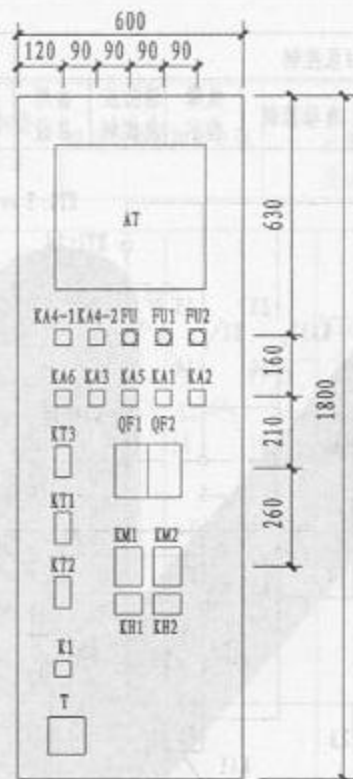 600
120 90 90 90 90
AT
630
KA4-1 KA4-2 FU FU1 FU2
160
KA6 KA3 KA5 KA1 KA2
1800
210
QF1 QF2
KT3
260
KT1
KM1 KM2
KT2
KH1 KH2
K1
T